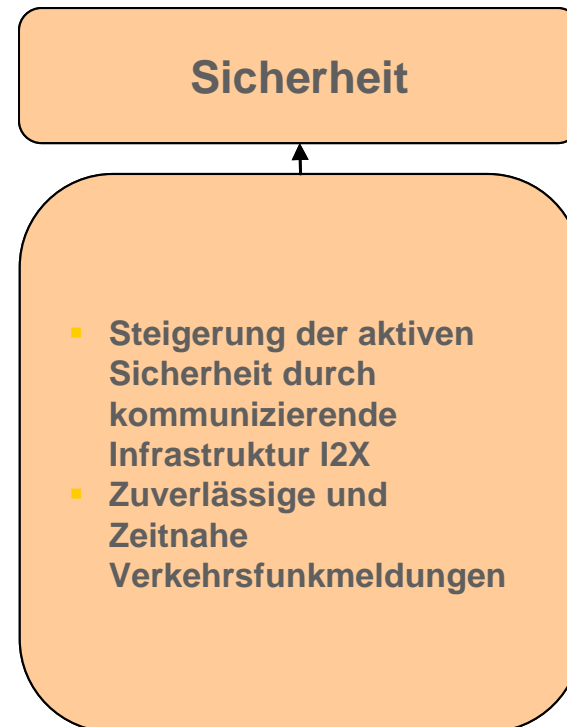 Sicherheit
▪ Steigerung der aktiven
Sicherheit durch
kommunizierende
Infrastruktur I2X
▪ Zuverlässige und
Zeitnahe
Verkehrsfunkmeldungen